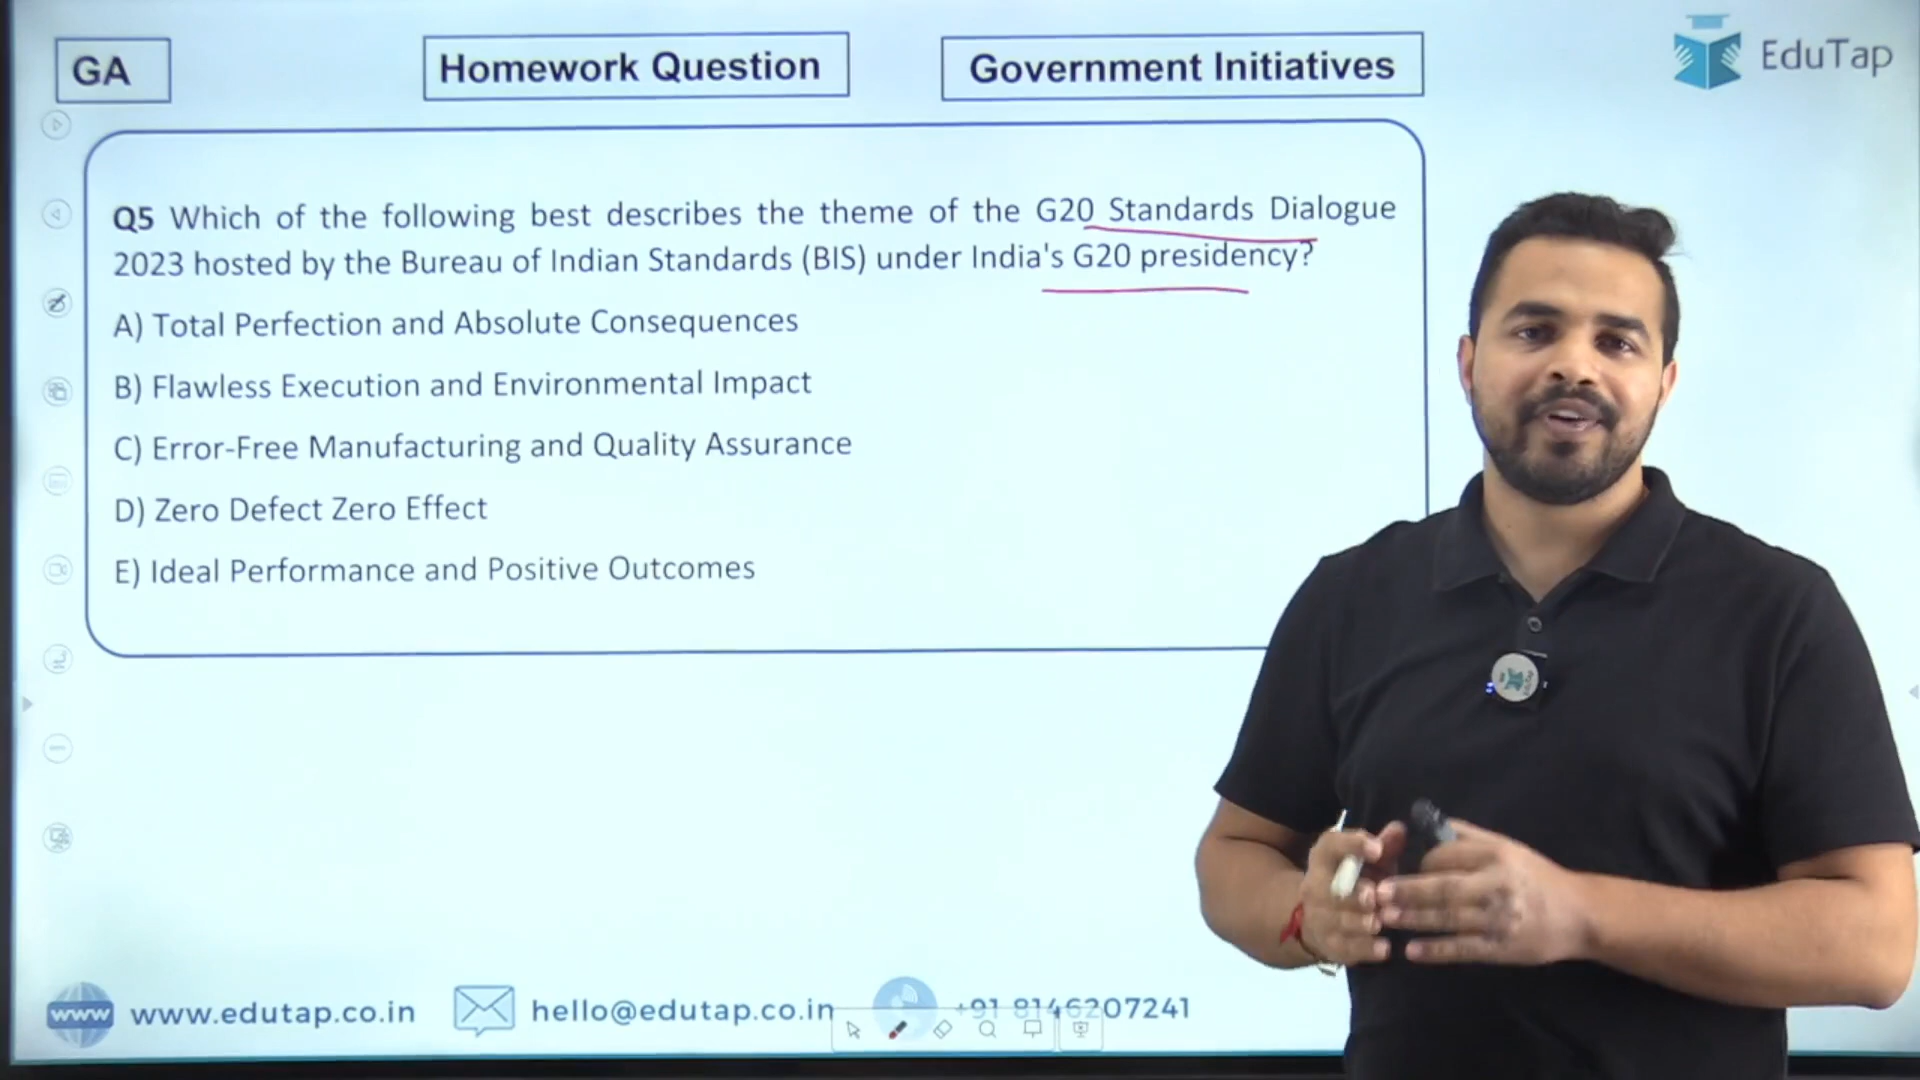 GA
Homework Question
Government Initiatives
EduTap
Q5 Which of the following best describes the theme of the G20 Standards Dialogue
2023 hosted by the Bureau of Indian Standards (BIS) under India's G20 presidency?
A) Total Perfection and Absolute Consequences
B) Flawless Execution and Environmental Impact
C) Error-Free Manufacturing and Quality Assurance
D) Zero Defect Zero Effect
E) Ideal Performance and Positive Outcomes
www www.edutap.co.in
hello@edutap.co.in
+91 8146207241